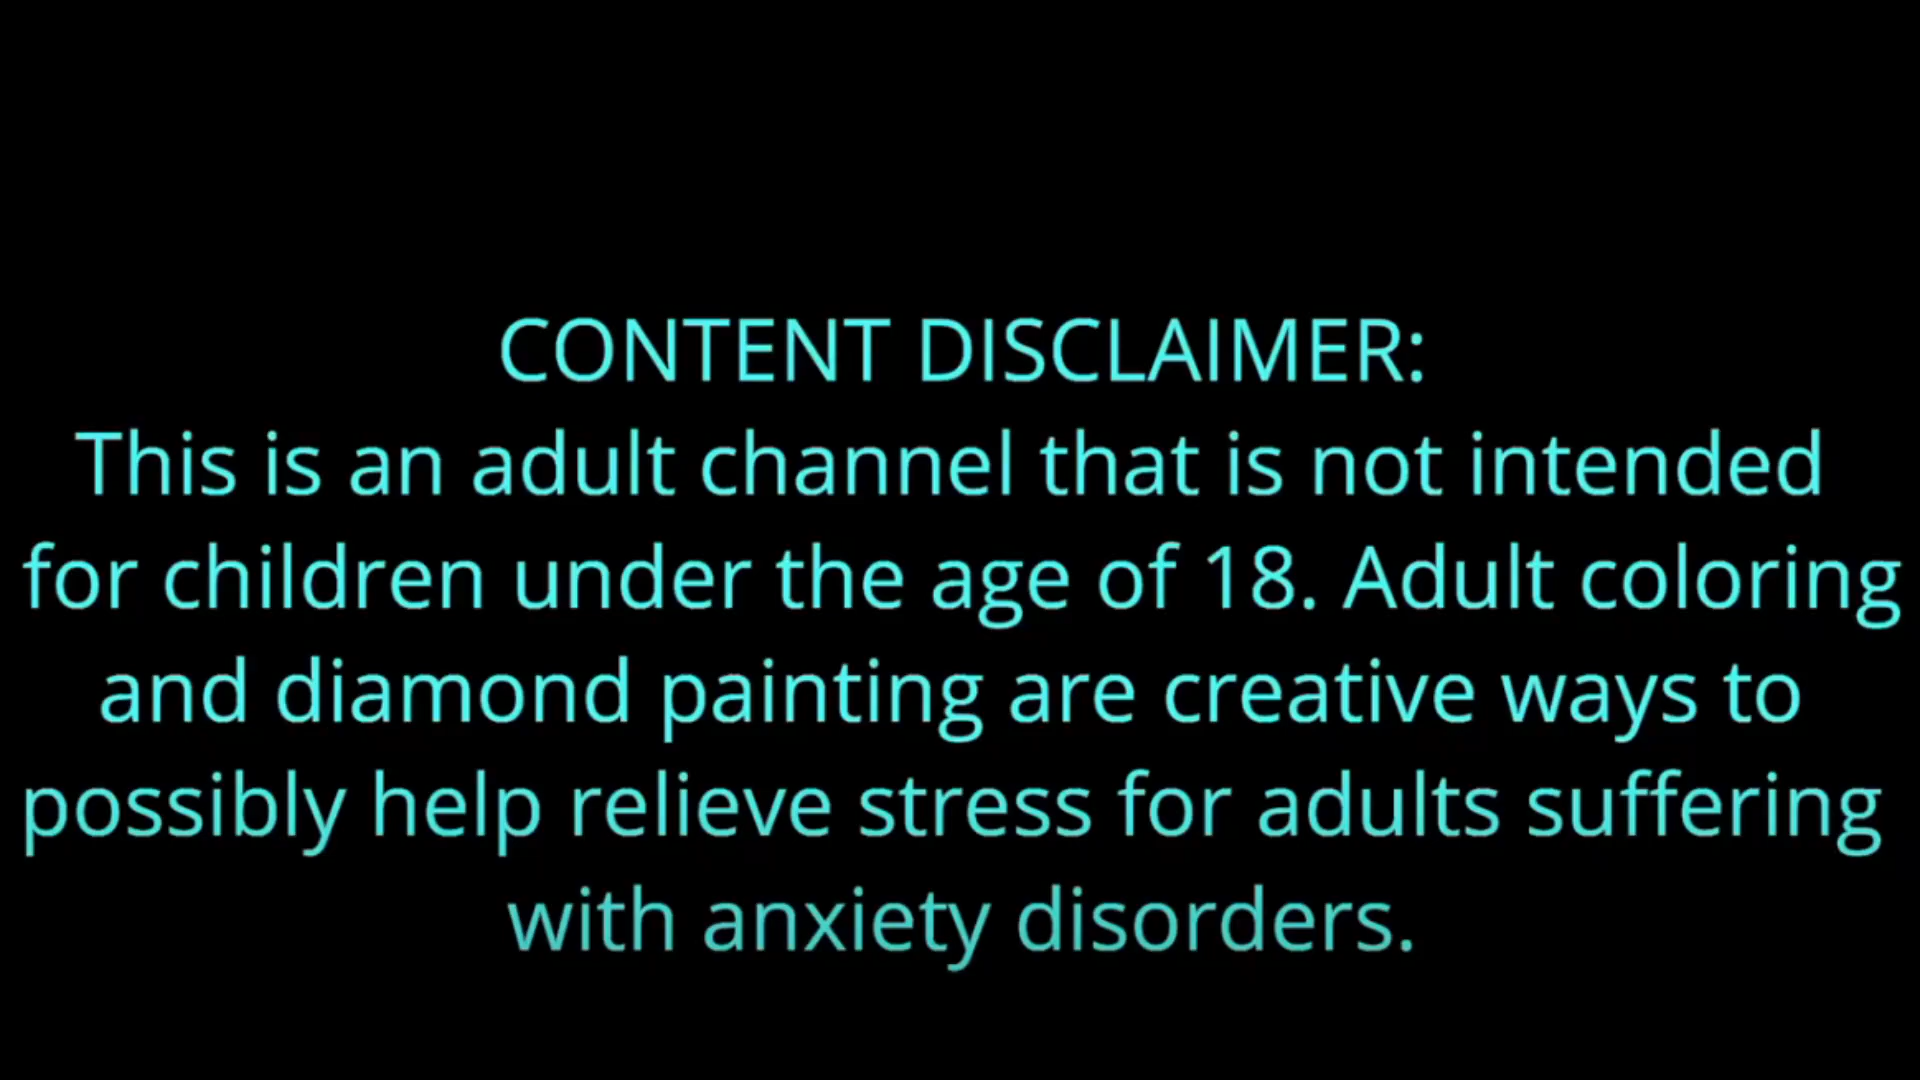 CONTENT DISCLAIMER:
This is an adult channel that is not intended
for children under the age of 18. Adult coloring
and diamond painting are creative ways to
possibly help relieve stress for adults suffering
with anxiety disorders.